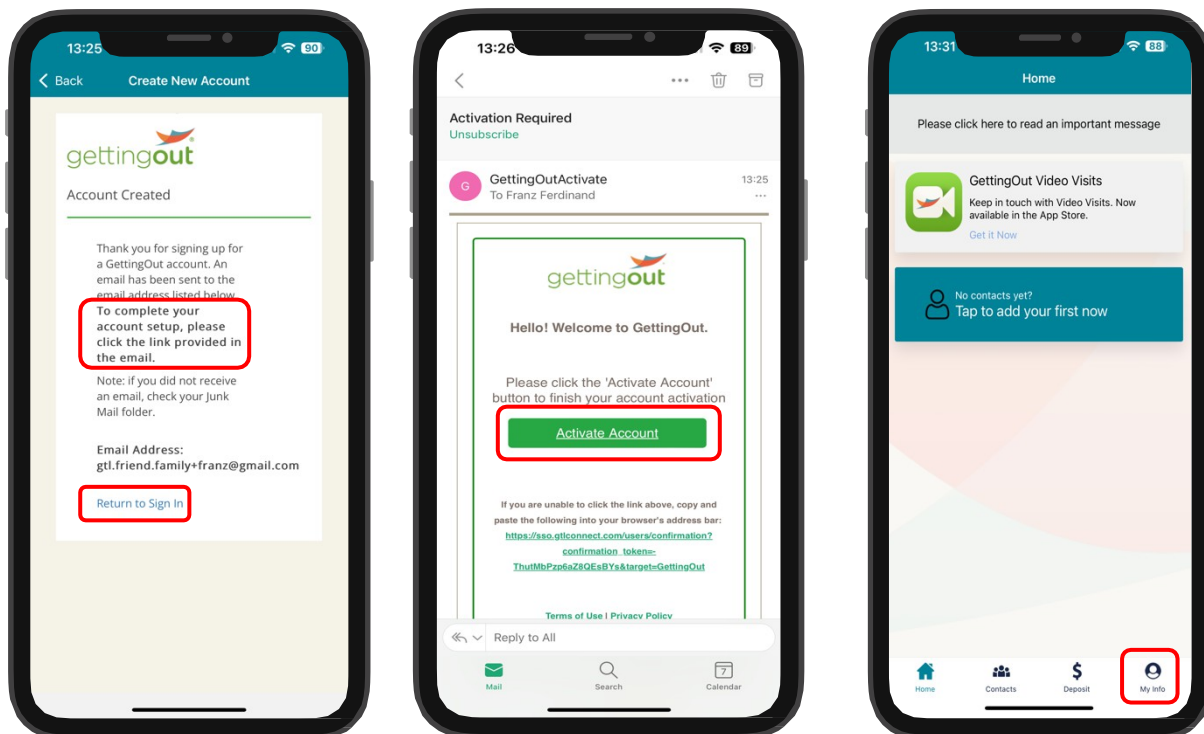 13:25
90
Back
Create New Account
gettingout
Account Created
Thank you for signing up for
a GettingOut account. An
email has been sent to the
email address listed below.
To complete your
account setup, please
click the link provided in
the email.
Note: if you did not receive
an email, check your Junk
Mail folder.
Email Address:
gtl.friend.family+franz@gmail.com
Return to Sign In
13:26
89
Activation Required
Unsubscribe
G
GettingOutActivate
13:25
To Franz Ferdinand
gettingout
Hello! Welcome to GettingOut.
Please click the 'Activate Account'
button to finish your account activation
Activate Account
If you are unable to click the link above, copy and
paste the following into your browser's address bar:
https://sso.gtlconnect.com/users/confirmation?
confirmation_token=-
ThutMbPzp6aZ8QEsBYs&target=GettingOut
Terms of Use | Privacy Policy
Reply to All
7
Mail
Search
Calendar
13:31
88
Home
Please click here to read an important message
GettingOut Video Visits
Keep in touch with Video Visits. Now
available in the App Store.
Get it Now
No contacts yet?
Tap to add your first now
$
Home
Contacts
Deposit
My Info